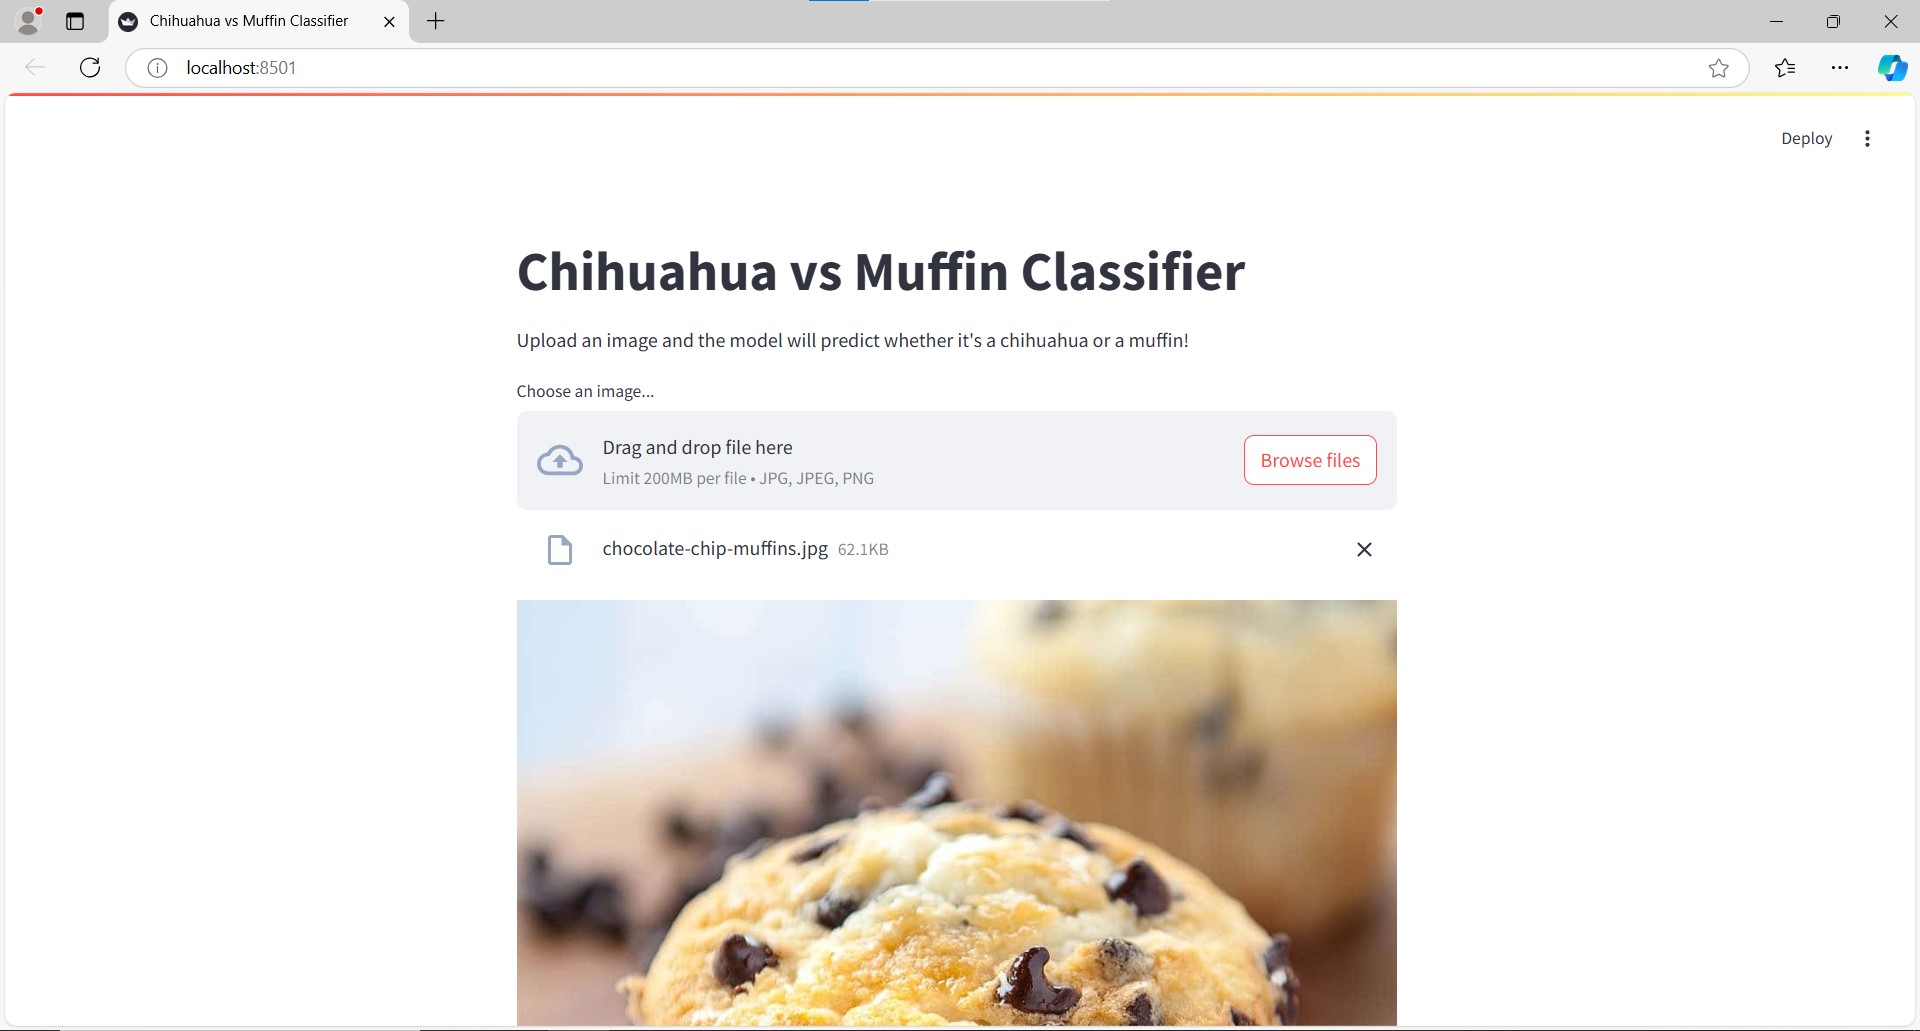 Chihuahua vs Muffin Classifier
localhost:8501
Deploy
Chihuahua vs Muffin Classifier
Upload an image and the model will predict whether it's a chihuahua or a muffin!
Choose an image...
Drag and drop file here
Limit 200MB per file • JPG, JPEG, PNG
Browse files
chocolate-chip-muffins.jpg 62.1KB